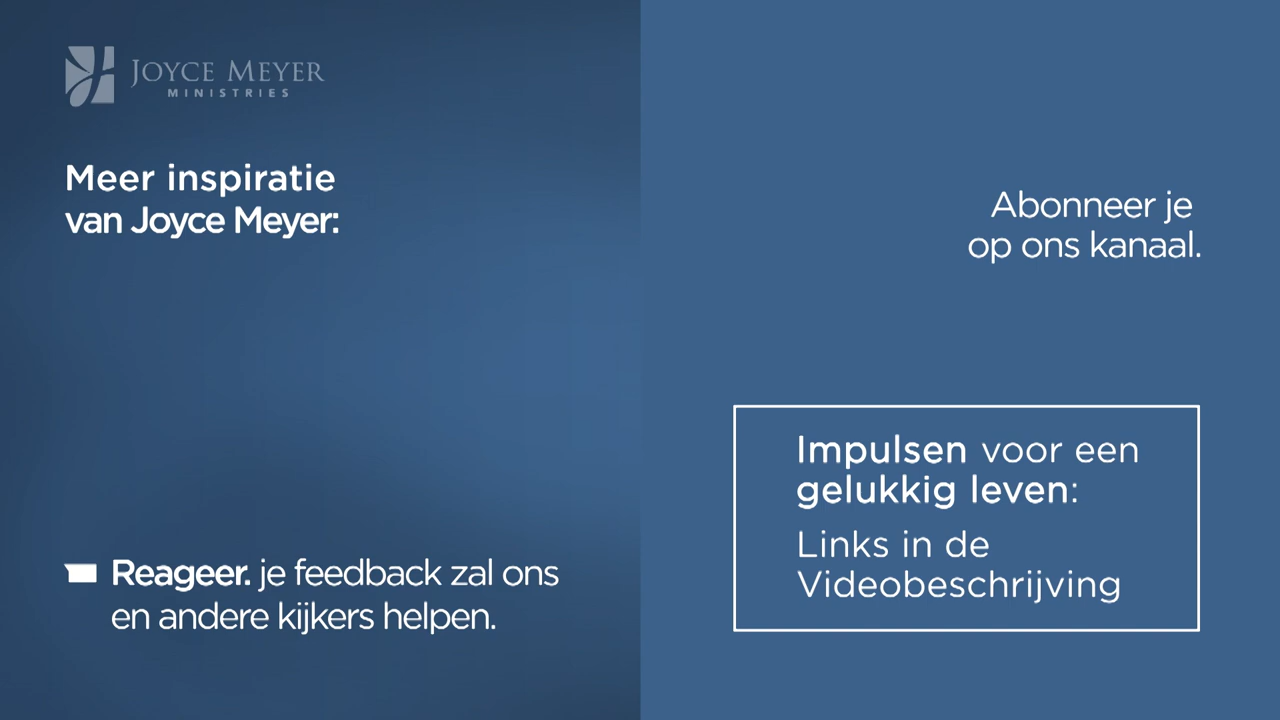 JOYCE MEYER
MINISTRIES
Meer inspiratie
van Joyce Meyer:
Reageer. je feedback zal ons
en andere kijkers helpen.
Abonneer je
op ons kanaal.
Impulsen voor een
gelukkig leven:
Links in de
Videobeschrijving